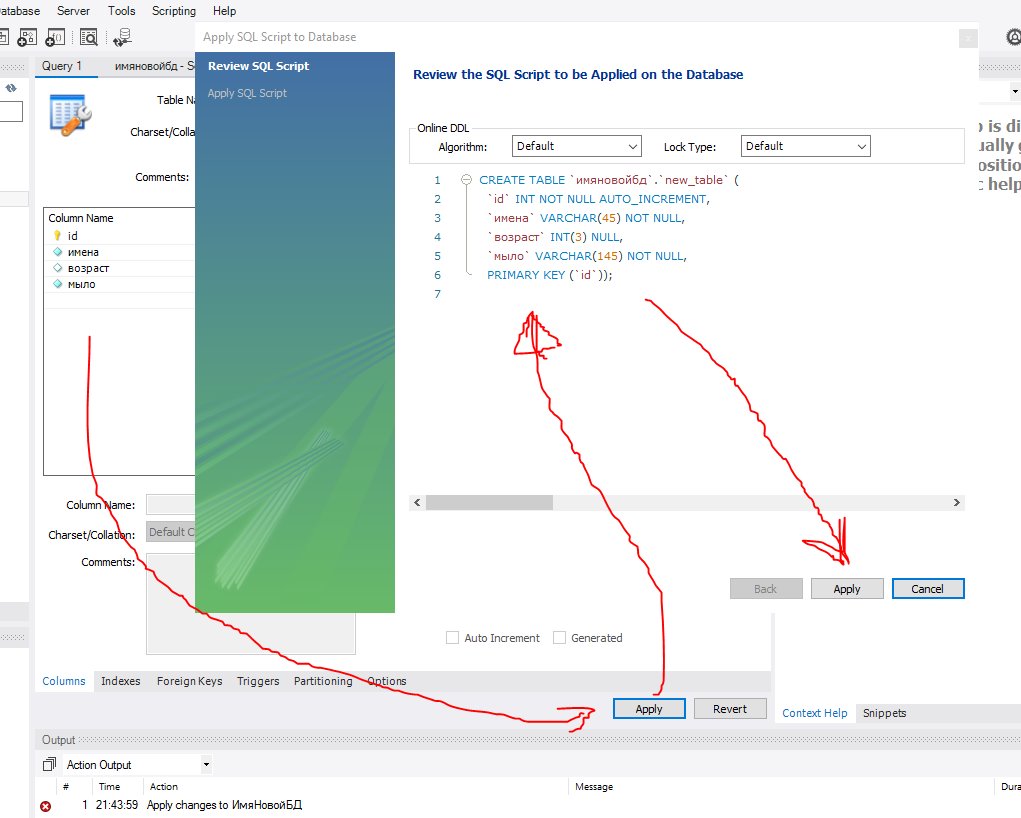 atabase Server Tools Scripting Help
Apply SQL Script to Database
Query 1 имяновойбд - S
Review SQL Script
Apply SQL Script
Review the SQL Script to be Applied on the Database
Table Na
Charset/Colla
Comments:
Online DDL
Algorithm: Default Lock Type: Default
is di
ually g
ositio
help
1 CREATE TABLE `имяновойбд`.`new_table` (
2 `id` INT NOT NULL AUTO_INCREMENT,
3 `имена` VARCHAR(45) NOT NULL,
4 `возраст` INT(3) NULL,
5 `мыло` VARCHAR(145) NOT NULL,
6 PRIMARY KEY (`id`));
7
Column Name
id
имена
возраст
мыло
Column Name:
Charset/Collation: Default C
Comments:
Back Apply Cancel
Auto Increment Generated
Columns Indexes Foreign Keys Triggers Partitioning Options
Apply Revert
Context Help Snippets
Output
Action Output
# Time Action Message Dura
1 21:43:59 Apply changes to ИмяНовойБД